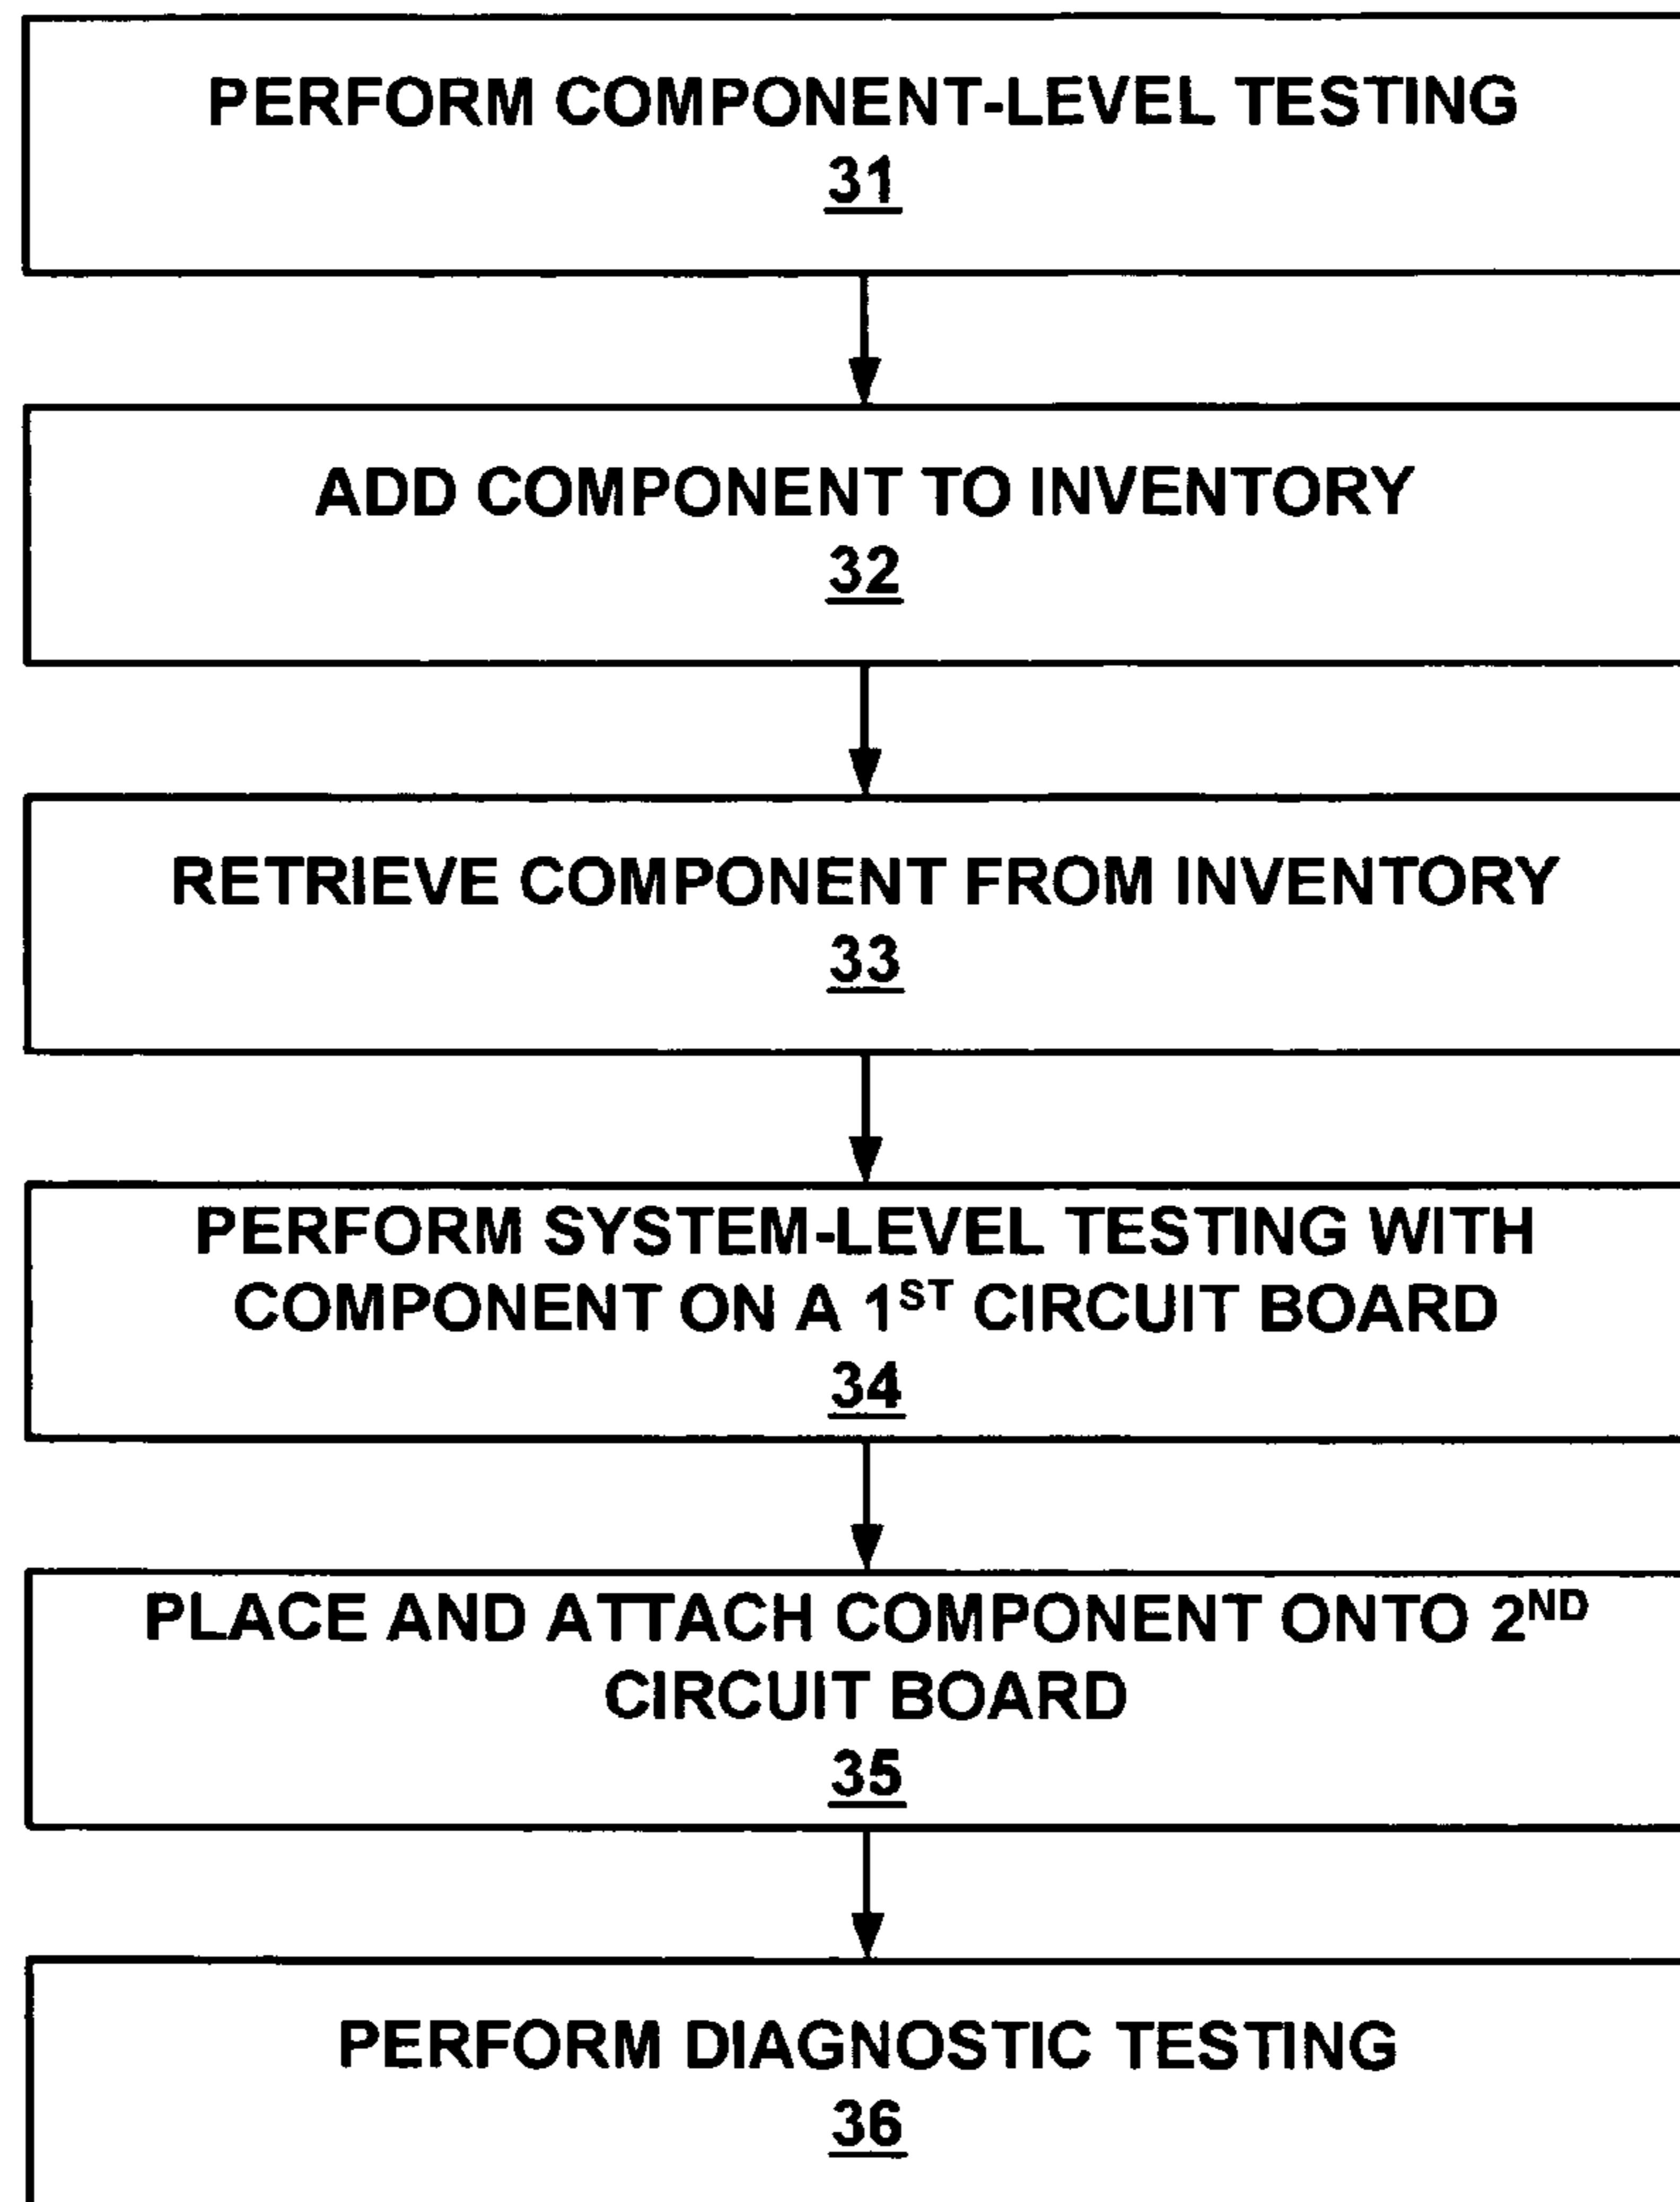 PERFORM COMPONENT-LEVEL TESTING
31
ADD COMPONENT TO INVENTORY
32
RETRIEVE COMPONENT FROM INVENTORY
33
PERFORM SYSTEM-LEVEL TESTING WITH
COMPONENT ON A 1ST CIRCUIT BOARD
34
PLACE AND ATTACH COMPONENT ONTO 2ND
CIRCUIT BOARD
35
PERFORM DIAGNOSTIC TESTING
36